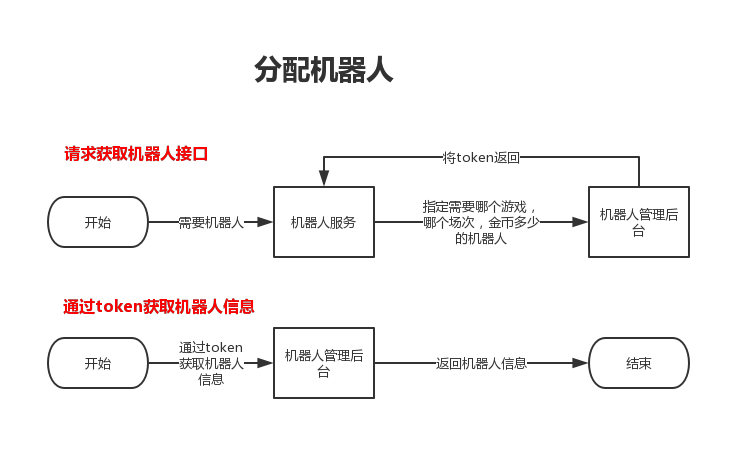 分配机器人
请求获取机器人接口
将token返回
开始
需要机器人
机器人服务
指定需要哪个游戏，
哪个场次，金币多少
的机器人
机器人管理后
台
通过token获取机器人信息
开始
通过token
获取机器人
信息
机器人管理后
台
返回机器人信息
结束